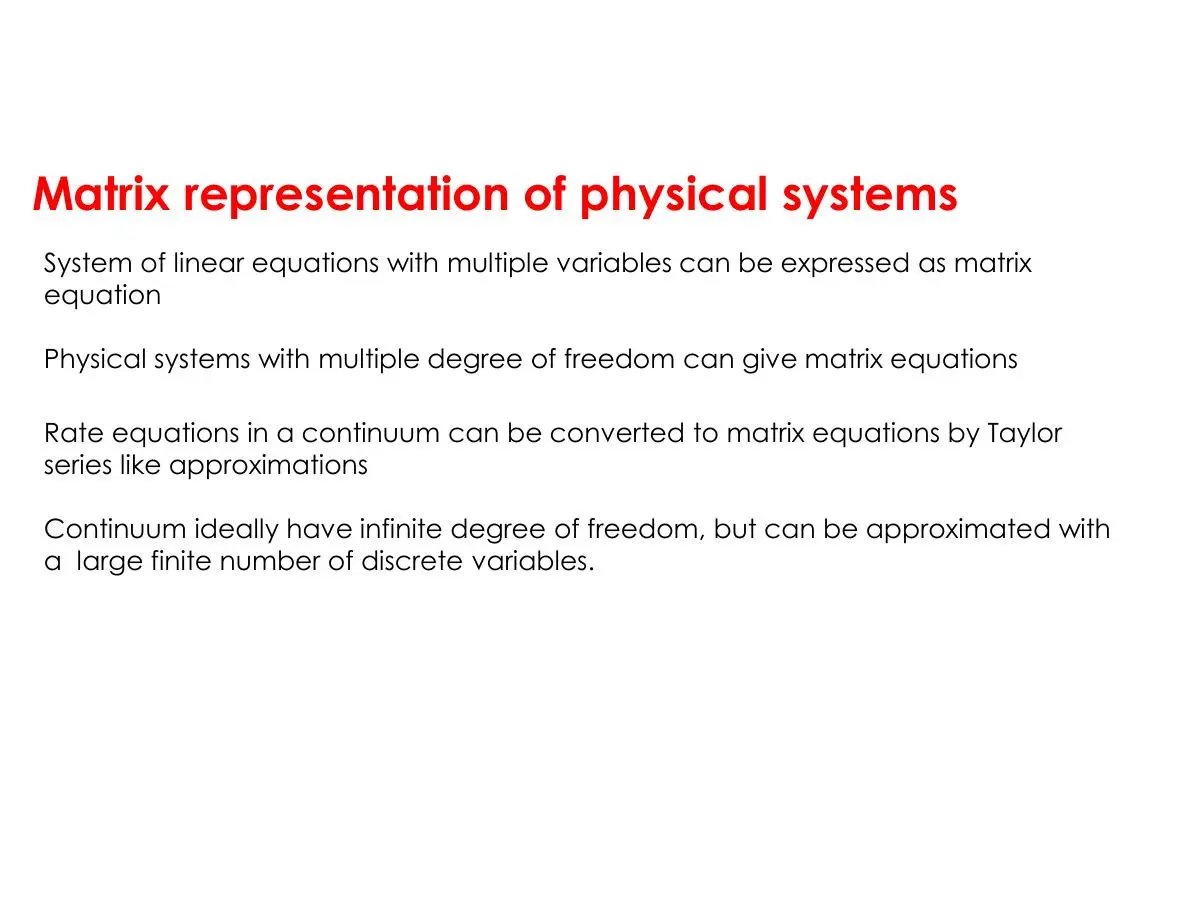 Matrix representation of physical systems
System of linear equations with multiple variables can be expressed as matrix
equation
Physical systems with multiple degree of freedom can give matrix equations
Rate equations in a continuum can be converted to matrix equations by Taylor
series like approximations
Continuum ideally have infinite degree of freedom, but can be approximated with
a  large finite number of discrete variables.